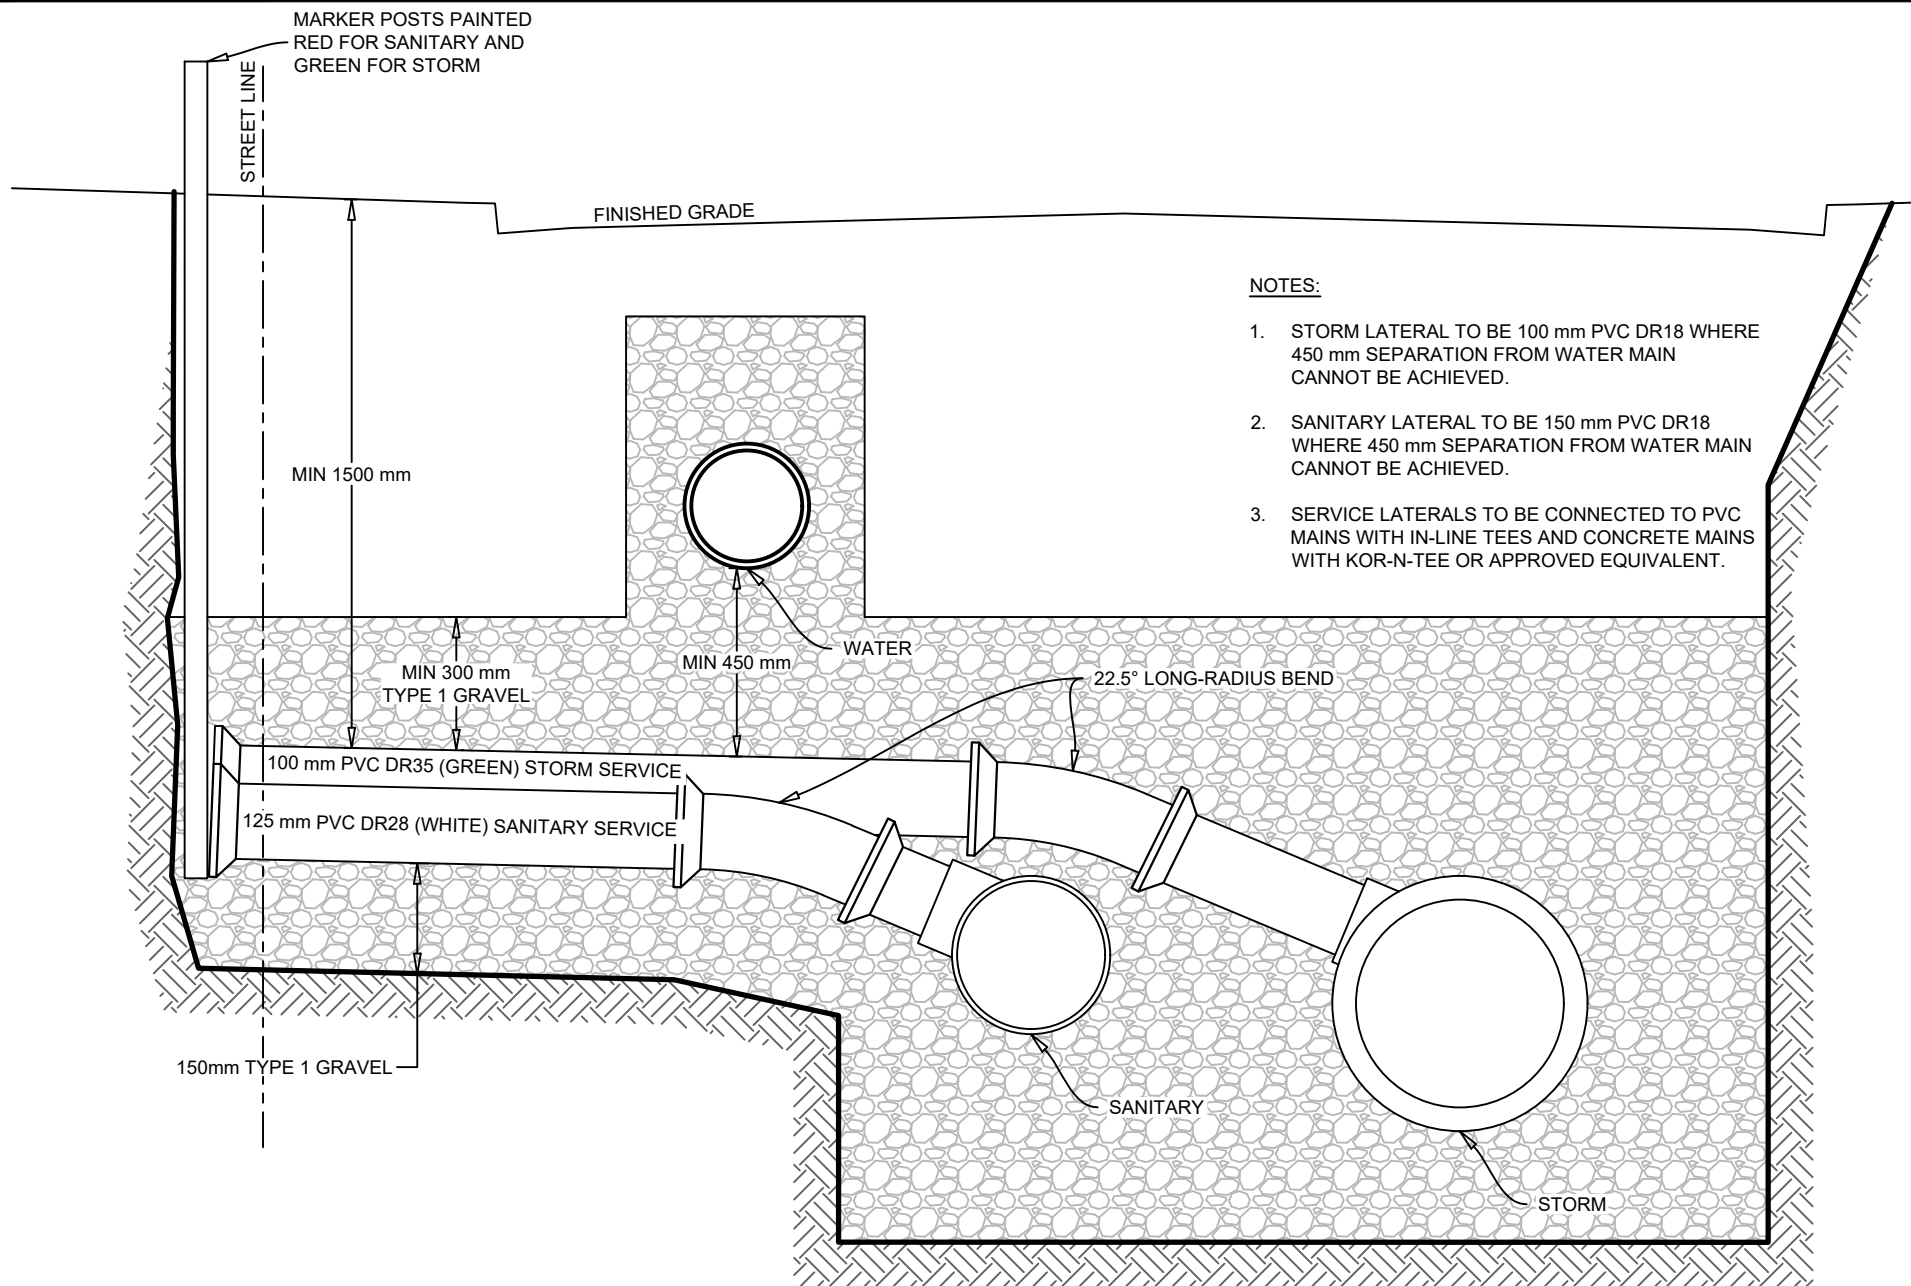 MARKER POSTS PAINTED
RED FOR SANITARY AND
GREEN FOR STORM
STREET LINE
FINISHED GRADE
NOTES:
1. STORM LATERAL TO BE 100 mm PVC DR18 WHERE
450 mm SEPARATION FROM WATER MAIN
CANNOT BE ACHIEVED.
2. SANITARY LATERAL TO BE 150 mm PVC DR18
WHERE 450 mm SEPARATION FROM WATER MAIN
CANNOT BE ACHIEVED.
3. SERVICE LATERALS TO BE CONNECTED TO PVC
MAINS WITH IN-LINE TEES AND CONCRETE MAINS
WITH KOR-N-TEE OR APPROVED EQUIVALENT.
MIN 1500 mm
WATER
MIN 450 mm
MIN 300 mm
TYPE 1 GRAVEL
22.5° LONG-RADIUS BEND
100 mm PVC DR35 (GREEN) STORM SERVICE
125 mm PVC DR28 (WHITE) SANITARY SERVICE
150mm TYPE 1 GRAVEL
SANITARY
STORM